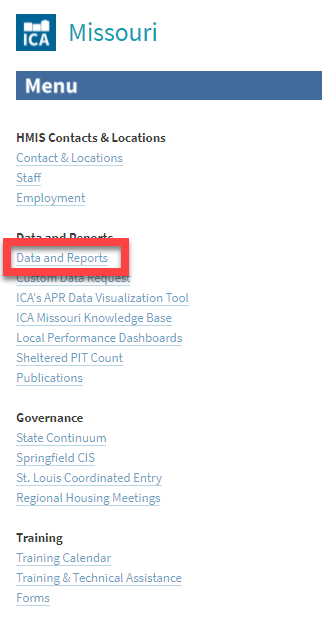 ICA Missouri
Menu
HMIS Contacts & Locations
Contact & Locations
Staff
Employment
Data and Reports
Data and Reports
Custom Data Request
ICA's APR Data Visualization Tool
ICA Missouri Knowledge Base
Local Performance Dashboards
Sheltered PIT Count
Publications
Governance
State Continuum
Springfield CIS
St. Louis Coordinated Entry
Regional Housing Meetings
Training
Training Calendar
Training & Technical Assistance
Forms